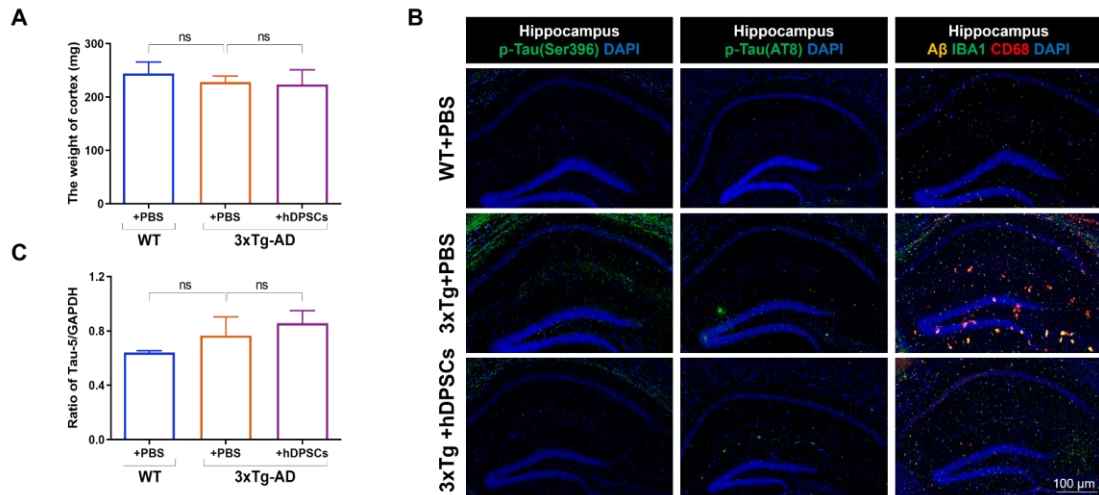 A
The weight of cortex (mg)
300
200
100
0
ns
ns
+PBS
+PBS
+hDPSCs
WT
3xTg-AD
C
Ratio of Tau-5/GAPDH
1.2
0.8
0.4
0.0
ns
ns
+PBS
+PBS
+hDPSCs
WT
3xTg-AD
B
Hippocampus
p-Tau(Ser396) DAPI
Hippocampus
p-Tau(AT8) DAPI
Hippocampus
Aβ IBA1 CD68 DAPI
WT+PBS
3xTg+PBS
3xTg +hDPSCs
100 µm